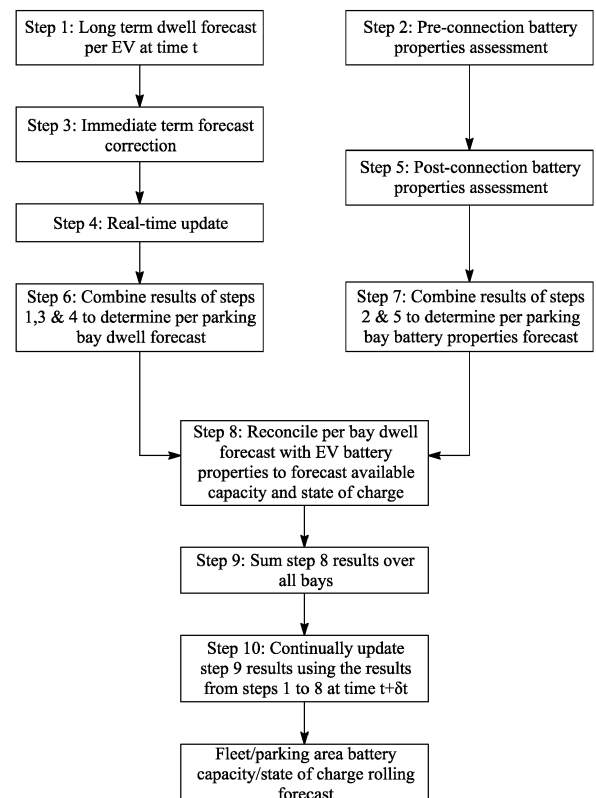 Step 1: Long term dwell forecast
per EV at time t
Step 2: Pre-connection battery
properties assessment
Step 3: Immediate term forecast
correction
Step 5: Post-connection battery
properties assessment
Step 4: Real-time update
Step 6: Combine results of steps
1,3 & 4 to determine per parking
bay dwell forecast
Step 7: Combine results of steps
2 & 5 to determine per parking
bay battery properties forecast
Step 8: Reconcile per bay dwell
forecast with EV battery
properties to forecast available
capacity and state of charge
Step 9: Sum step 8 results over
all bays
Step 10: Continually update
step 9 results using the results
from steps 1 to 8 at time t+δt
Fleet/parking area battery
capacity/state of charge rolling
forecast